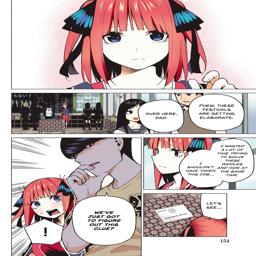 OVER HERE,
DAD.
PHEW, THESE
FESTIVALS
ARE GETTING
ELABORATE.
I WASTED
A LOT OF
TIME TRYING
TO SOLVE
THESE
RIDDLES
AND HIDE AT
THE SAME
TIME.
I
SHOULDN'T
HAVE TAKEN
THIS JOB...
WE'VE
JUST GOT
TO FIGURE
OUT THIS
CLUE?
!
LET'S
SEE...
154